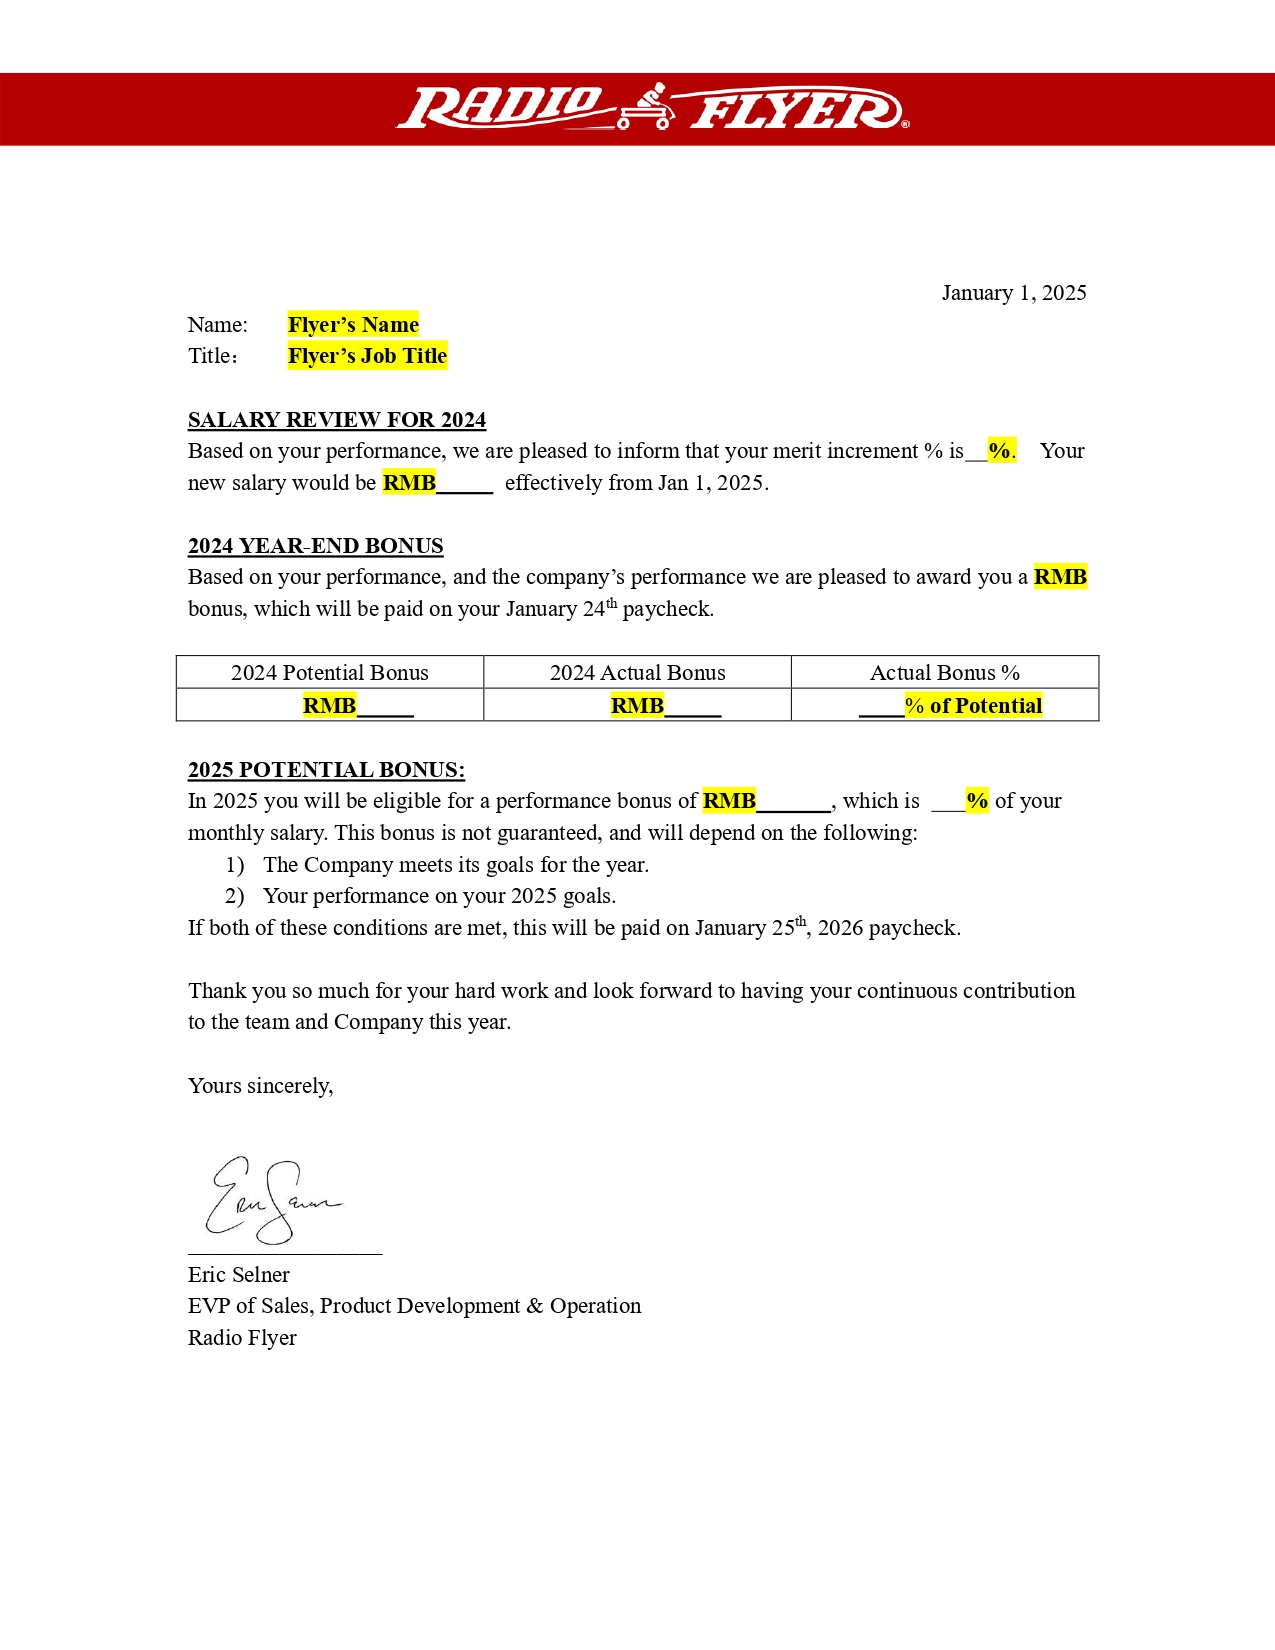 RADIO FLYER®
January 1, 2025
Name: Flyer’s Name
Title： Flyer’s Job Title
SALARY REVIEW FOR 2024
Based on your performance, we are pleased to inform that your merit increment % is__%. Your
new salary would be RMB_____ effectively from Jan 1, 2025.
2024 YEAR-END BONUS
Based on your performance, and the company’s performance we are pleased to award you a RMB
bonus, which will be paid on your January 24th paycheck.
2024 Potential Bonus 2024 Actual Bonus Actual Bonus %
RMB_____ RMB_____ ____% of Potential
2025 POTENTIAL BONUS:
In 2025 you will be eligible for a performance bonus of RMB______, which is ___% of your
monthly salary. This bonus is not guaranteed, and will depend on the following:
1) The Company meets its goals for the year.
2) Your performance on your 2025 goals.
If both of these conditions are met, this will be paid on January 25th, 2026 paycheck.
Thank you so much for your hard work and look forward to having your continuous contribution
to the team and Company this year.
Yours sincerely,
Eric Selner
Eric Selner
EVP of Sales, Product Development & Operation
Radio Flyer